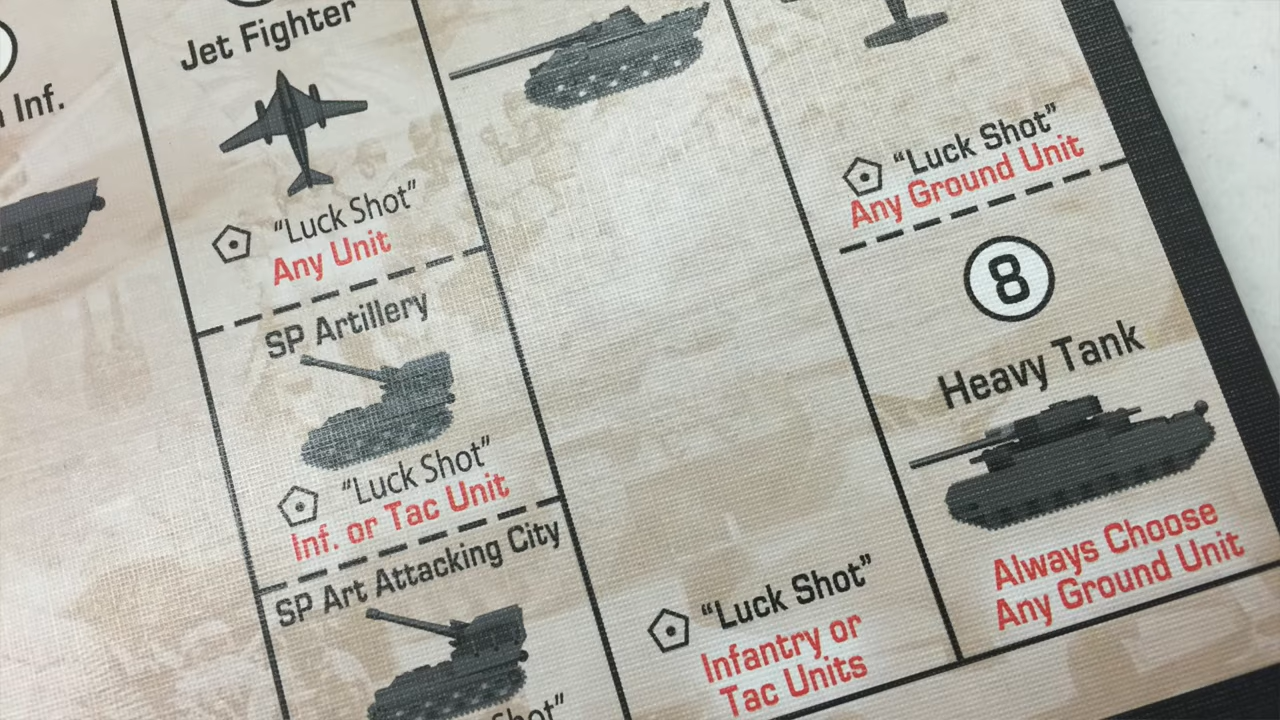 Inf.
Jet Fighter
"Luck Shot"
Any Unit
SP Artillery
"Luck Shot"
Inf. or Tac Unit
SP Art Attacking City
Shot"
"Luck Shot"
Infantry or
Tac Units
"Luck Shot"
Any Ground Unit
8
Heavy Tank
Always Choose
Any Ground Unit